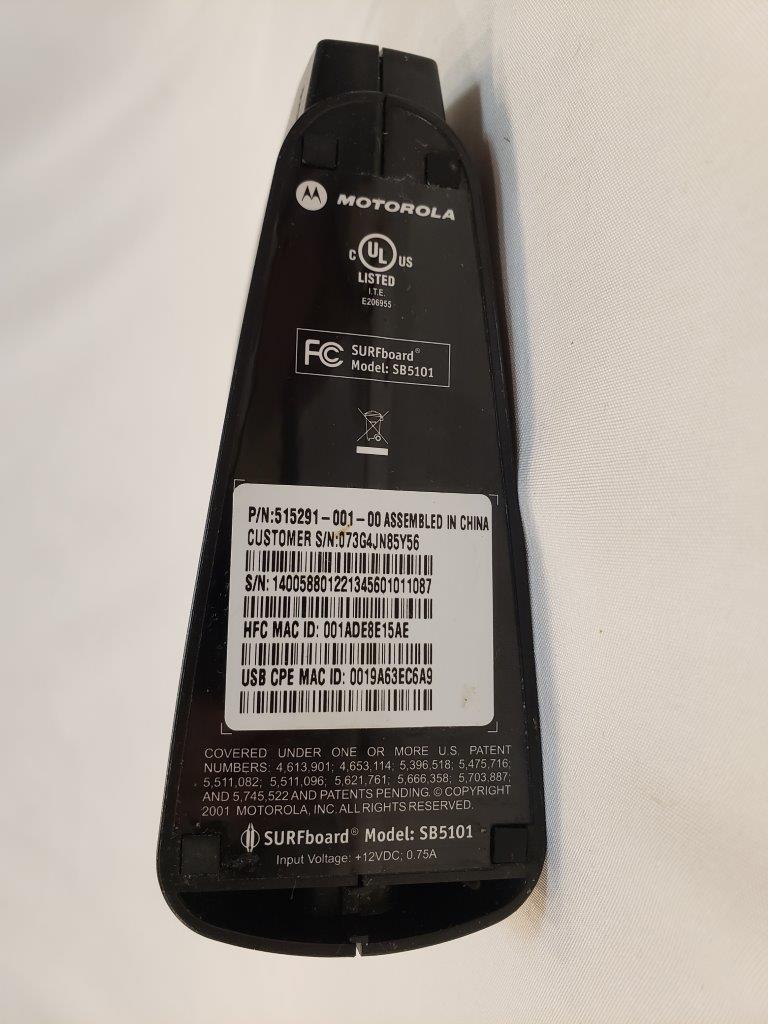 MOTOROLA
C UL US
LISTED
I.T.E.
E206955
FC SURFboard®
Model: SB5101
P/N:515291-001-00 ASSEMBLED IN CHINA
CUSTOMER S/N:073G4JN85Y56
S/N: 140058801221345601011087
HFC MAC ID: 001ADE8E15AE
USB CPE MAC ID: 0019A63EC6A9
COVERED UNDER ONE OR MORE U.S. PATENT
NUMBERS: 4,613,901; 4,653,114; 5,396,518; 5,475,716;
5,511,082; 5,511,096; 5,621,761; 5,666,358; 5,703,887;
AND 5,745,522 AND PATENTS PENDING. © COPYRIGHT
2001 MOTOROLA, INC. ALL RIGHTS RESERVED.
SURFboard® Model: SB5101
Input Voltage: +12VDC; 0.75A